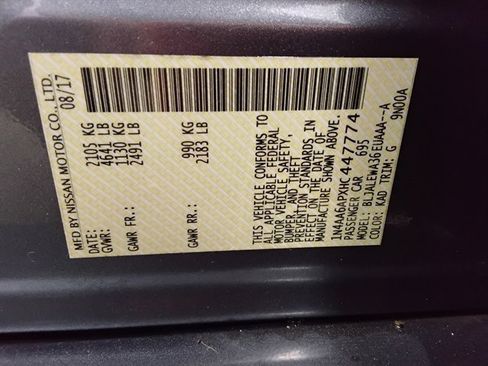 MFD BY NISSAN MOTOR CO., LTD.
DATE: 08/17
GVWR: 2105 KG
4641 LB
GAWR FR: 1130 KG
2491 LB
GAWR RR: 990 KG
2183 LB
THIS VEHICLE CONFORMS TO
ALL APPLICABLE FEDERAL
MOTOR VEHICLE SAFETY,
BUMPER, AND THEFT
PREVENTION STANDARDS IN
EFFECT ON THE DATE OF
MANUFACTURE SHOWN ABOVE.
1N4AA6APXHC447774
PASSENGER CAR 695
MODEL: BLJALEWA36EUAAA--A
COLOR: KAD TRIM: G 9N00A